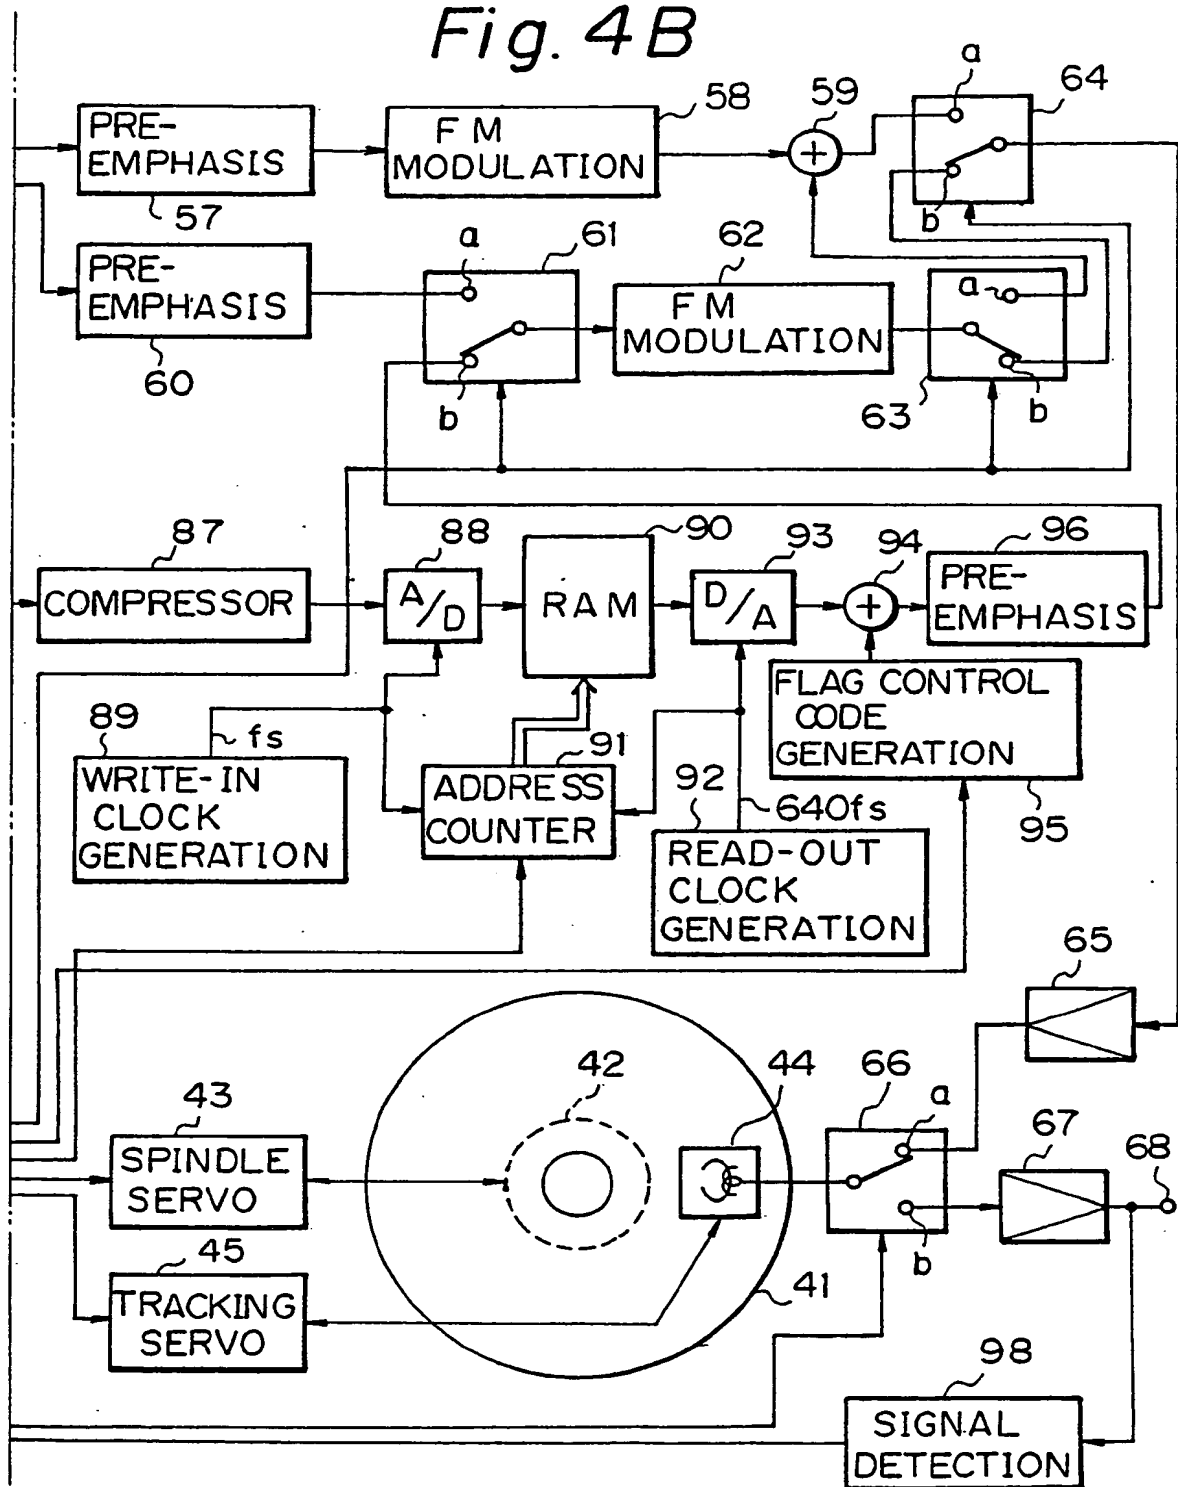 Fig. 4B
58
59
a
64
PRE-
EMPHASIS
FM
MODULATION
+
b
57
61
62
a
PRE-
EMPHASIS
a
FM
MODULATION
60
b
63
b
87
88
90
93
94
96
COMPRESSOR
A/D
RAM
D/A
+
PRE-
EMPHASIS
FLAG CONTROL
CODE
GENERATION
89
fs
91
92
640fs
95
WRITE-IN
CLOCK
GENERATION
ADDRESS
COUNTER
READ-OUT
CLOCK
GENERATION
65
42
44
66
a
43
67
68
SPINDLE
SERVO
b
45
41
TRACKING
SERVO
98
SIGNAL
DETECTION